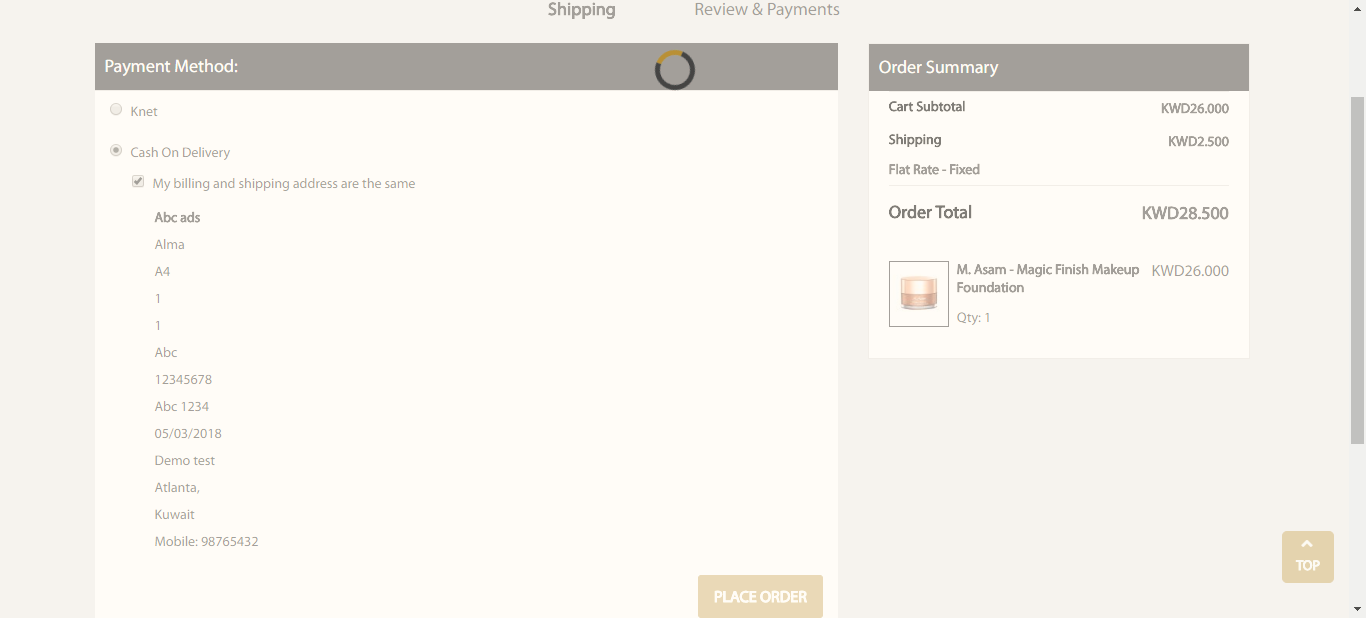 Shipping
Review & Payments
Payment Method:
Knet
Cash On Delivery
My billing and shipping address are the same
Abc ads
Alma
A4
1
1
Abc
12345678
Abc 1234
05/03/2018
Demo test
Atlanta,
Kuwait
Mobile: 98765432
PLACE ORDER
Order Summary
Cart Subtotal KWD26.000
Shipping KWD2.500
Flat Rate - Fixed
Order Total KWD28.500
M. Asam - Magic Finish Makeup KWD26.000
Foundation
Qty: 1
TOP